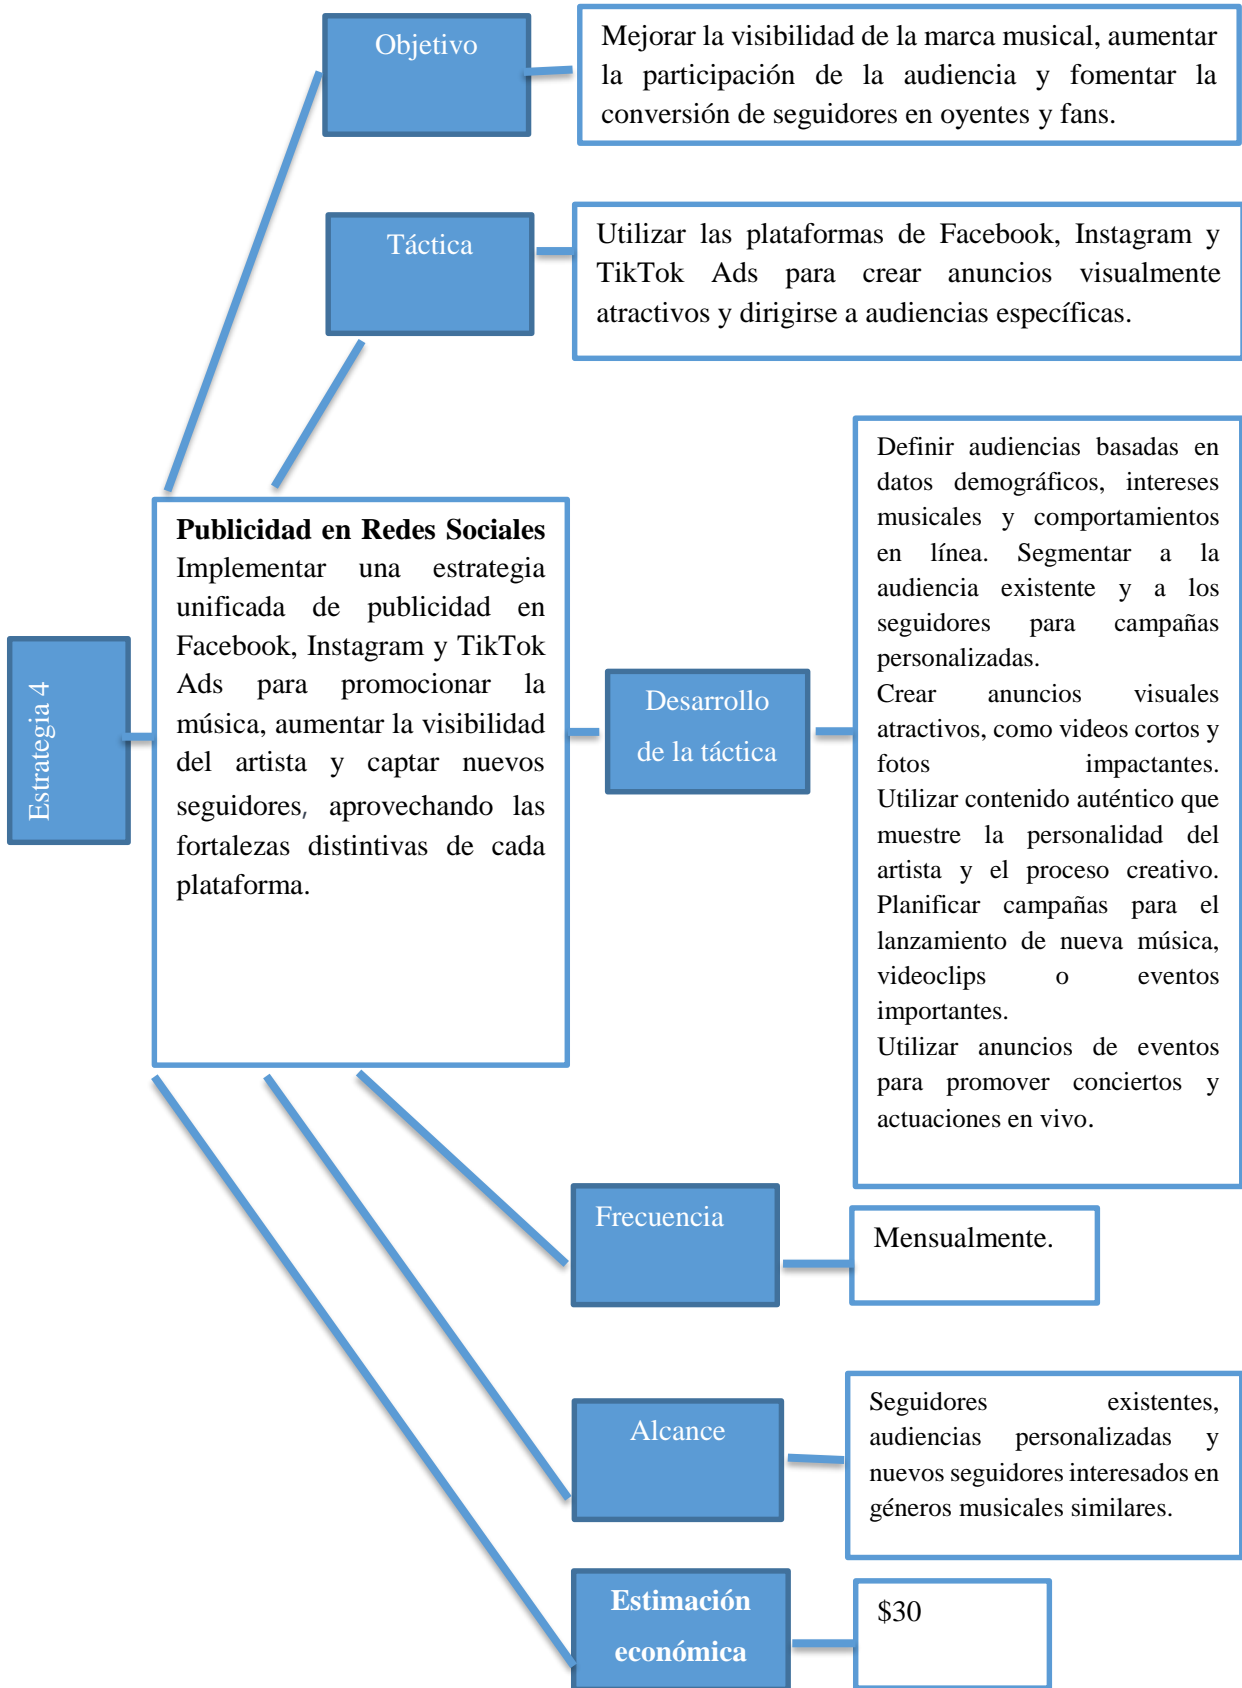 Objetivo
Mejorar la visibilidad de la marca musical, aumentar
la participación de la audiencia y fomentar la
conversión de seguidores en oyentes y fans.
Táctica
Utilizar las plataformas de Facebook, Instagram y
TikTok Ads para crear anuncios visualmente
atractivos y dirigirse a audiencias específicas.
Estrategia 4
Publicidad en Redes Sociales
Implementar una estrategia
unificada de publicidad en
Facebook, Instagram y TikTok
Ads para promocionar la
música, aumentar la visibilidad
del artista y captar nuevos
seguidores, aprovechando las
fortalezas distintivas de cada
plataforma.
Desarrollo
de la táctica
Definir audiencias basadas en
datos demográficos, intereses
musicales y comportamientos
en línea. Segmentar a la
audiencia existente y a los
seguidores para campañas
personalizadas.
Crear anuncios visuales
atractivos, como videos cortos y
fotos impactantes.
Utilizar contenido auténtico que
muestre la personalidad del
artista y el proceso creativo.
Planificar campañas para el
lanzamiento de nueva música,
videoclips o eventos
importantes.
Utilizar anuncios de eventos
para promover conciertos y
actuaciones en vivo.
Frecuencia
Mensualmente.
Alcance
Seguidores existentes,
audiencias personalizadas y
nuevos seguidores interesados en
géneros musicales similares.
Estimación
económica
$30